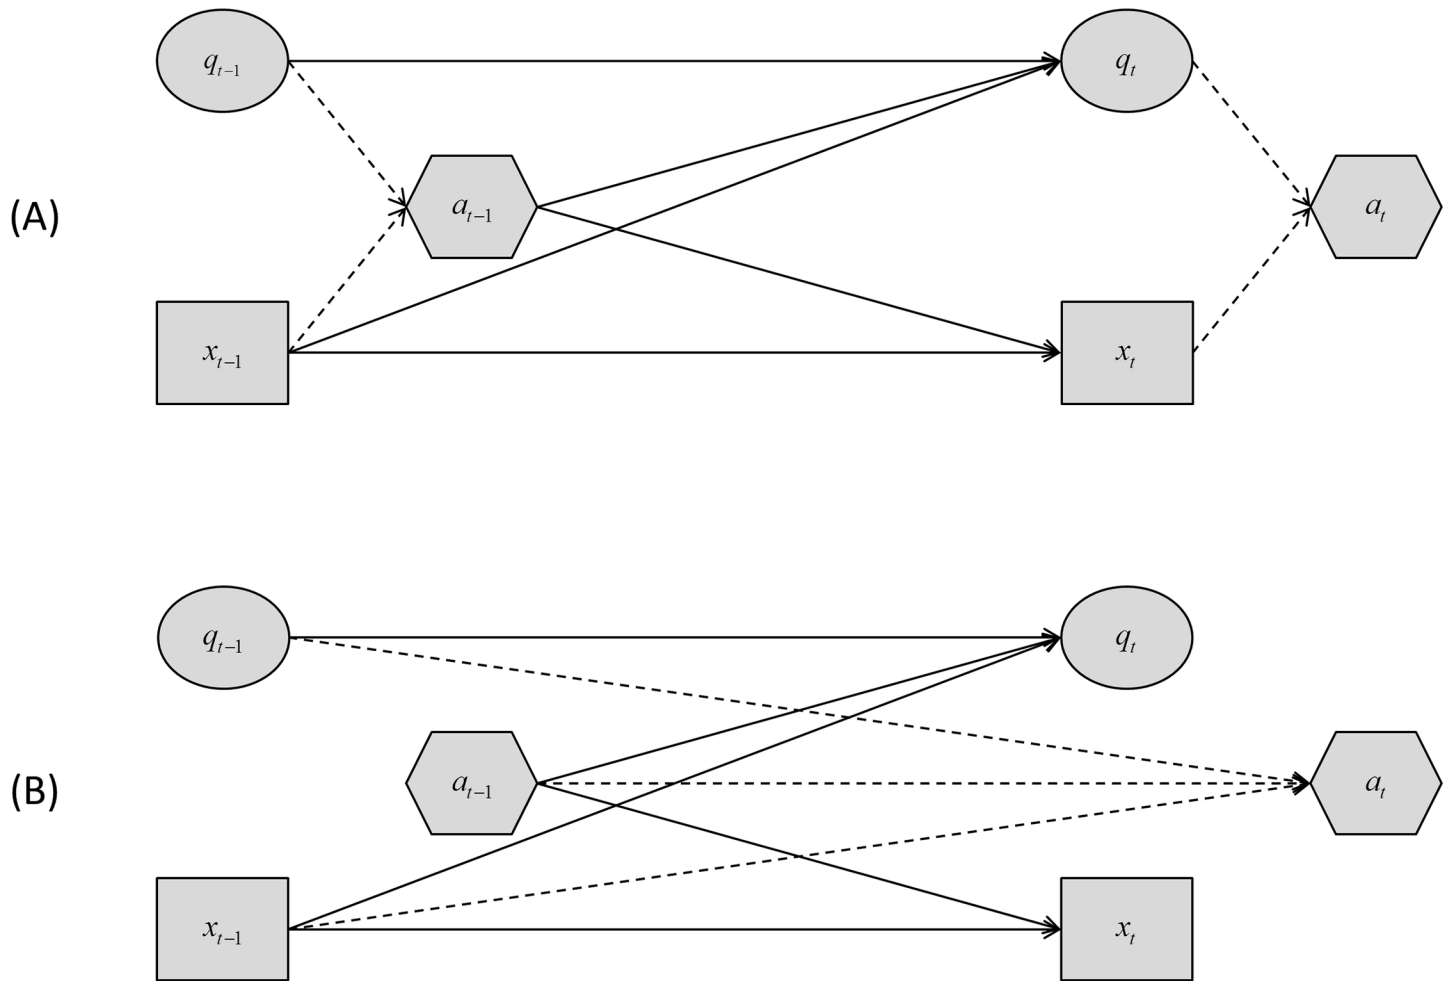 q_{t-1} q_t
(A) a_{t-1} a_t
x_{t-1} x_t
q_{t-1} q_t
(B) a_{t-1} a_t
x_{t-1} x_t